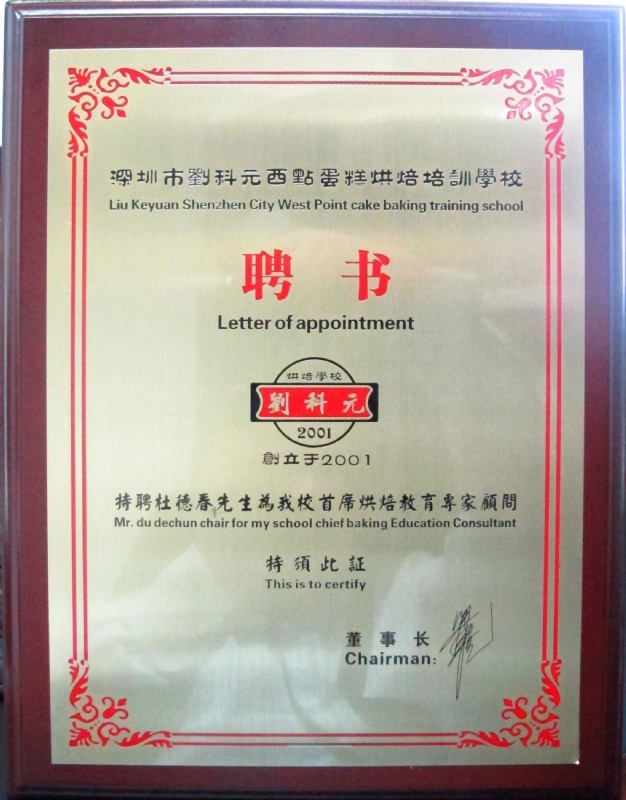 深圳市劉科元西點蛋糕烘焙培訓學校
Liu Keyuan Shenzhen City West Point cake baking training school
聘 书
Letter of appointment
烘焙學校
劉科元
2001
創立于2001
特聘杜德春先生為我校首席烘焙教育專家顧問
Mr. du dechun chair for my school chief baking Education Consultant
特須此証
This is to certify
董事长
Chairman: